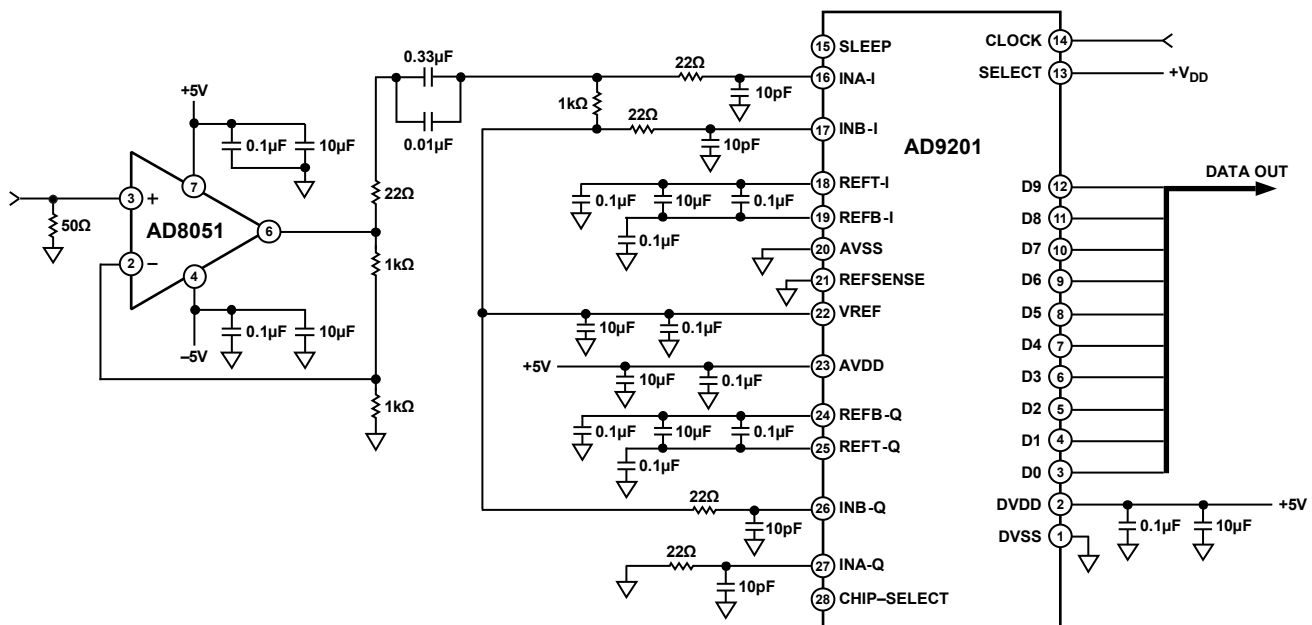 0.33µF
0.01µF
+5V
0.1µF
10µF
3
+
50Ω
AD8051
7
6
2
–
4
0.1µF
10µF
–5V
22Ω
1kΩ
1kΩ
22Ω
10pF
1kΩ
22Ω
10pF
0.1µF
10µF
0.1µF
0.1µF
10µF
0.1µF
+5V
10µF
0.1µF
0.1µF
10µF
0.1µF
0.1µF
22Ω
10pF
22Ω
10pF
15 SLEEP
16 INA-I
17 INB-I
18 REFT-I
19 REFB-I
20 AVSS
21 REFSENSE
22 VREF
23 AVDD
24 REFB-Q
25 REFT-Q
26 INB-Q
27 INA-Q
28 CHIP–SELECT
AD9201
CLOCK 14
SELECT 13
+VDD
DATA OUT
D9 12
D8 11
D7 10
D6 9
D5 8
D4 7
D3 6
D2 5
D1 4
D0 3
DVDD 2
+5V
DVSS 1
0.1µF
10µF